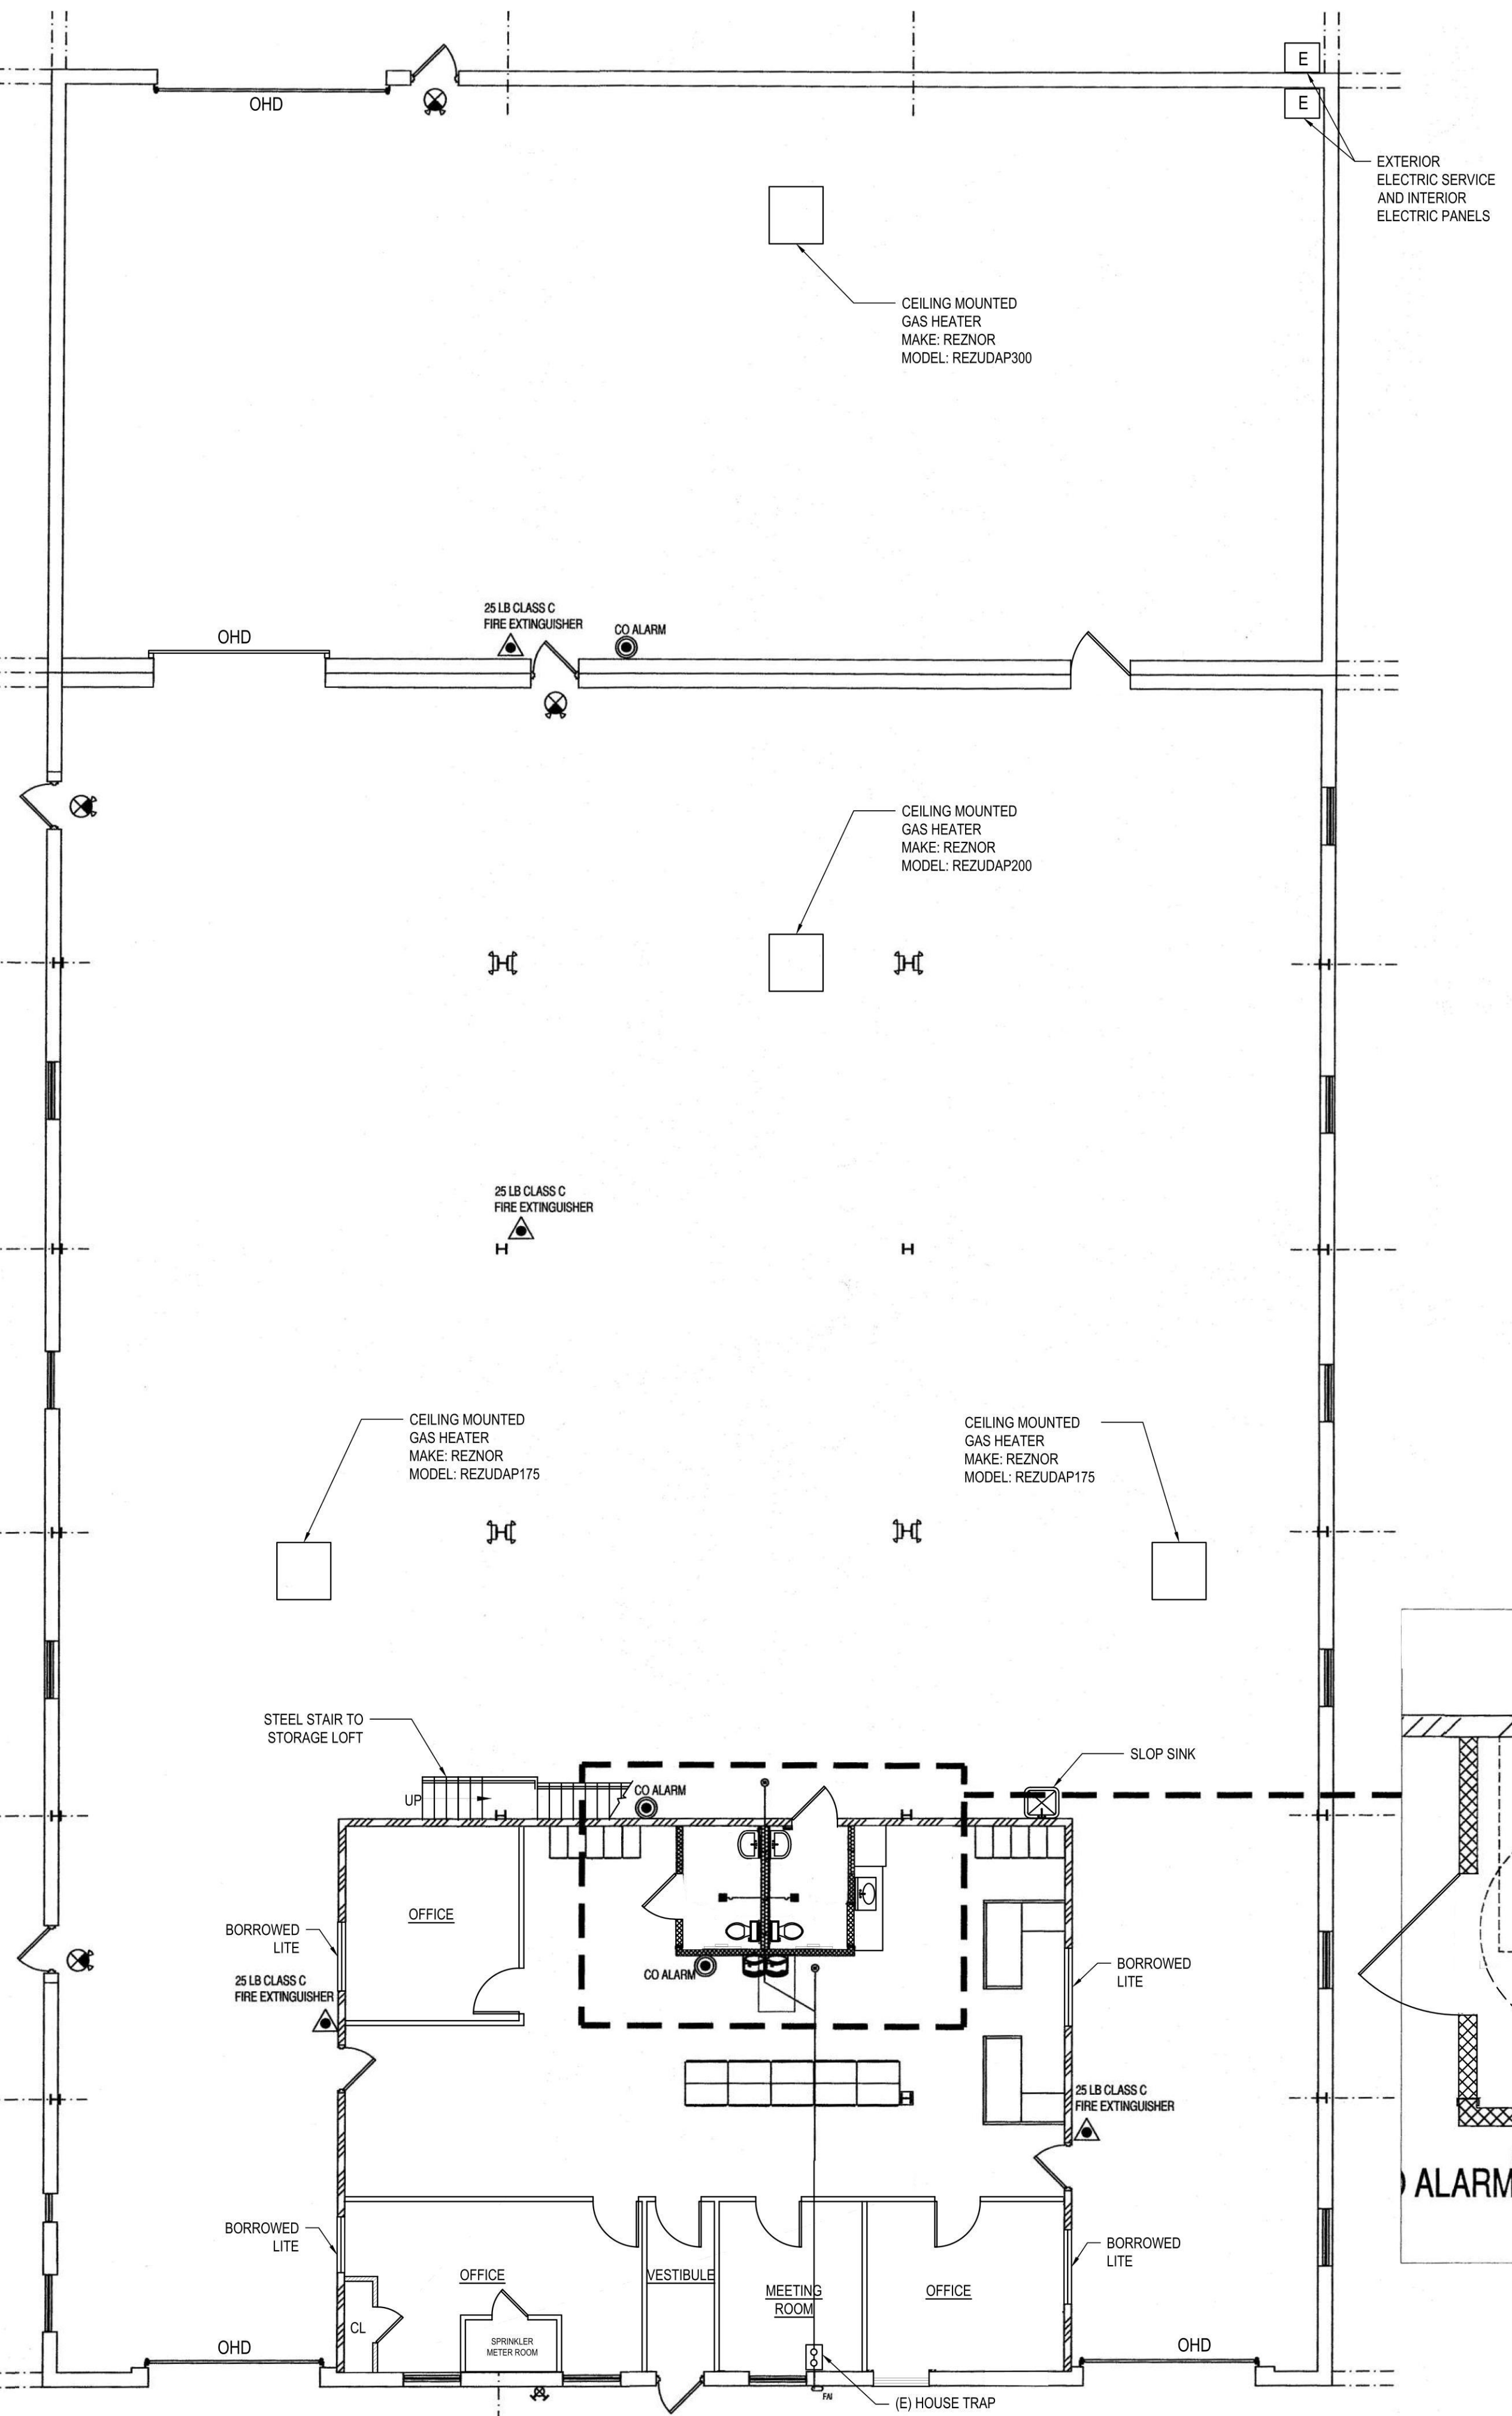 E
OHD
E
EXTERIOR
ELECTRIC SERVICE
AND INTERIOR
ELECTRIC PANELS
CEILING MOUNTED
GAS HEATER
MAKE: REZNOR
MODEL: REZUDAP300
25 LB CLASS C
FIRE EXTINGUISHER
CO ALARM
OHD
CEILING MOUNTED
GAS HEATER
MAKE: REZNOR
MODEL: REZUDAP200
25 LB CLASS C
FIRE EXTINGUISHER
CEILING MOUNTED
GAS HEATER
MAKE: REZNOR
MODEL: REZUDAP175
CEILING MOUNTED
GAS HEATER
MAKE: REZNOR
MODEL: REZUDAP175
STEEL STAIR TO
STORAGE LOFT
SLOP SINK
UP
CO ALARM
OFFICE
BORROWED
LITE
CO ALARM
BORROWED
LITE
25 LB CLASS C
FIRE EXTINGUISHER
25 LB CLASS C
FIRE EXTINGUISHER
ALARM
BORROWED
LITE
BORROWED
LITE
OFFICE
VESTIBULE
MEETING
ROOM
OFFICE
CL
SPRINKLER
METER ROOM
OHD
OHD
FAI
(E) HOUSE TRAP